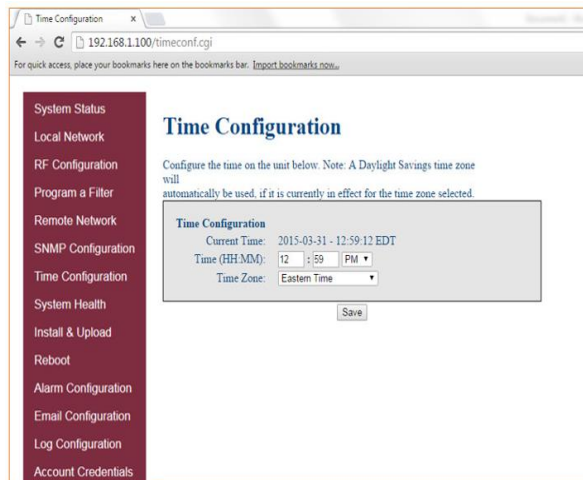 Time Configuration
x
192.168.1.100/timeconf.cgi
For quick access, place your bookmarks here on the bookmarks bar. Import bookmarks now...
System Status
Local Network
RF Configuration
Program a Filter
Remote Network
SNMP Configuration
Time Configuration
System Health
Install & Upload
Reboot
Alarm Configuration
Email Configuration
Log Configuration
Account Credentials
Time Configuration
Configure the time on the unit below. Note: A Daylight Savings time zone
will
automatically be used, if it is currently in effect for the time zone selected.
Time Configuration
Current Time: 2015-03-31 - 12:59:12 EDT
Time (HH:MM): 12 : 59 PM
Time Zone: Eastern Time
Save